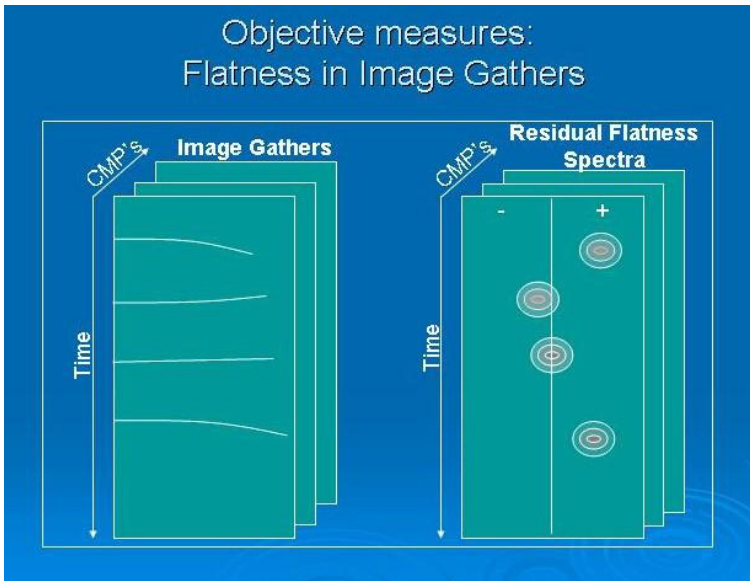 Objective measures:
Flatness in Image Gathers
CMP's
Image Gathers
Time
CMP's
Residual Flatness
Spectra
Time
- +